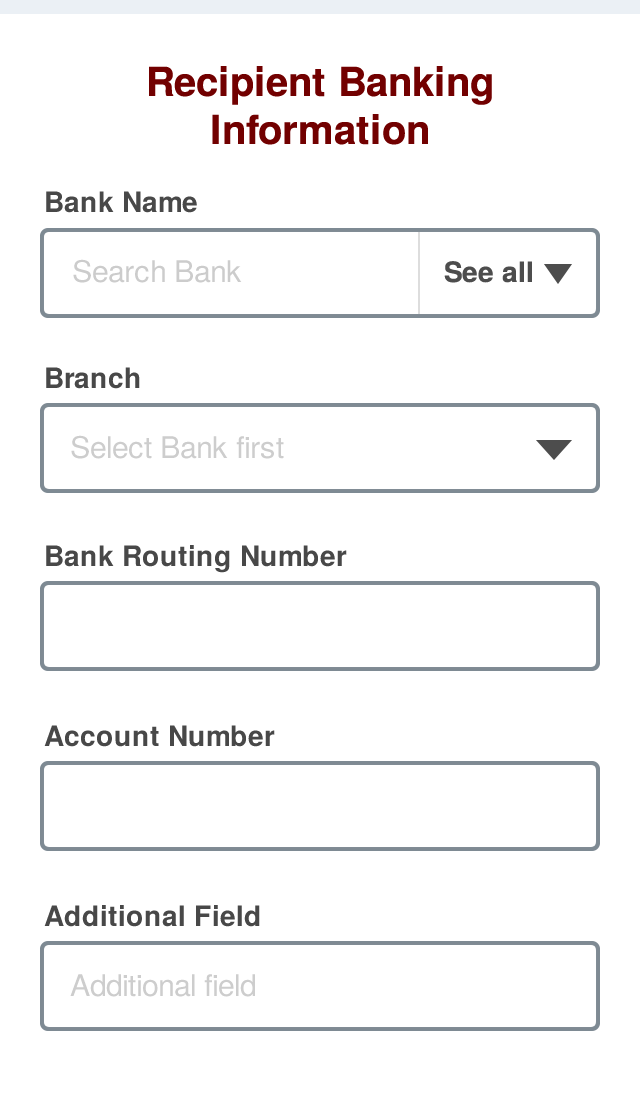 Recipient Banking
Information
Bank Name
Search Bank
See all
Branch
Select Bank first
Bank Routing Number
Account Number
Additional Field
Additional field